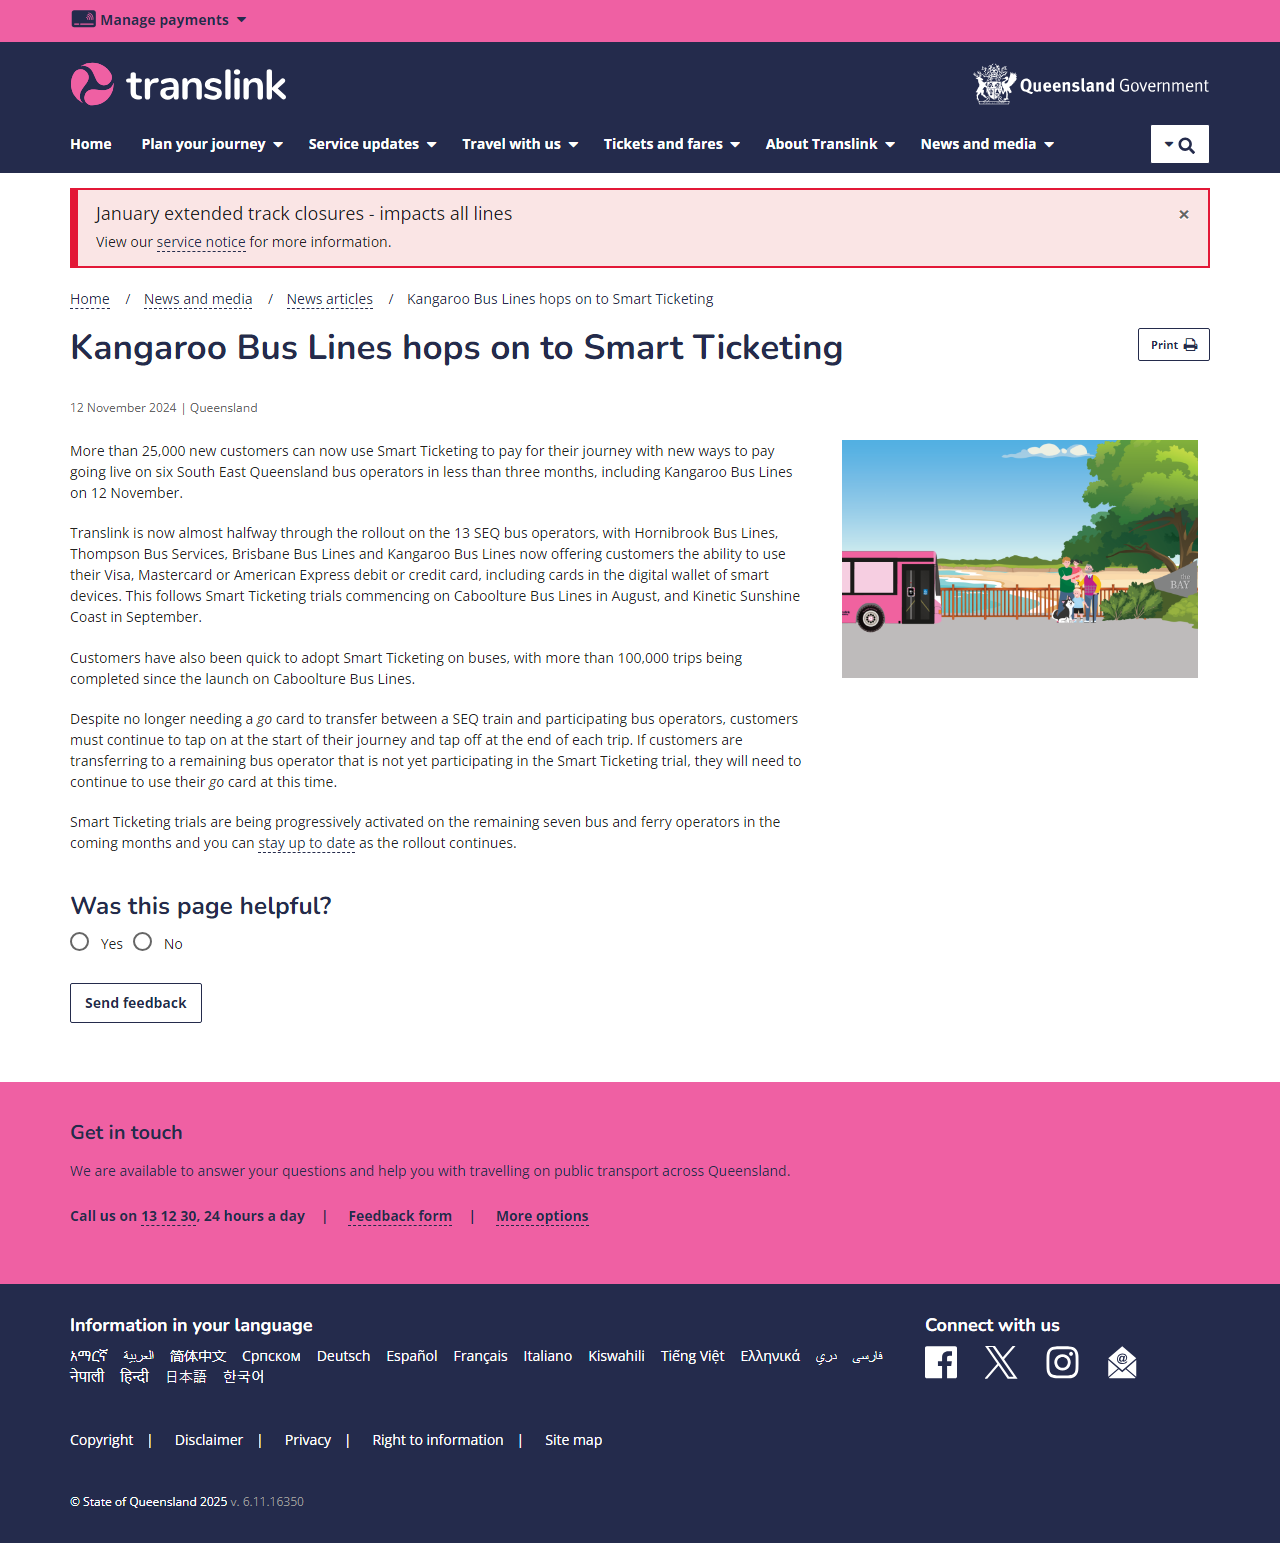 Manage payments
translink
Queensland Government
Home Plan your journey Service updates Travel with us Tickets and fares About Translink News and media
January extended track closures - impacts all lines ×
View our service notice for more information.
Home / News and media / News articles / Kangaroo Bus Lines hops on to Smart Ticketing
Kangaroo Bus Lines hops on to Smart Ticketing
Print
12 November 2024 | Queensland
More than 25,000 new customers can now use Smart Ticketing to pay for their journey with new ways to pay
going live on six South East Queensland bus operators in less than three months, including Kangaroo Bus Lines
on 12 November.
Translink is now almost halfway through the rollout on the 13 SEQ bus operators, with Hornibrook Bus Lines,
Thompson Bus Services, Brisbane Bus Lines and Kangaroo Bus Lines now offering customers the ability to use
their Visa, Mastercard or American Express debit or credit card, including cards in the digital wallet of smart
devices. This follows Smart Ticketing trials commencing on Caboolture Bus Lines in August, and Kinetic Sunshine
Coast in September.
Customers have also been quick to adopt Smart Ticketing on buses, with more than 100,000 trips being
completed since the launch on Caboolture Bus Lines.
Despite no longer needing a go card to transfer between a SEQ train and participating bus operators, customers
must continue to tap on at the start of their journey and tap off at the end of each trip. If customers are
transferring to a remaining bus operator that is not yet participating in the Smart Ticketing trial, they will need to
continue to use their go card at this time.
Smart Ticketing trials are being progressively activated on the remaining seven bus and ferry operators in the
coming months and you can stay up to date as the rollout continues.
the
BAY
Was this page helpful?
Yes No
Send feedback
Get in touch
We are available to answer your questions and help you with travelling on public transport across Queensland.
Call us on 13 12 30, 24 hours a day | Feedback form | More options
Information in your language
አማርኛ العربية 简体中文 Српском Deutsch Español Français Italiano Kiswahili Tiếng Việt Ελληνικά دري فارسی
नेपाली हिन्दी 日本語 한국어
Connect with us
Copyright | Disclaimer | Privacy | Right to information | Site map
© State of Queensland 2025 v. 6.11.16350